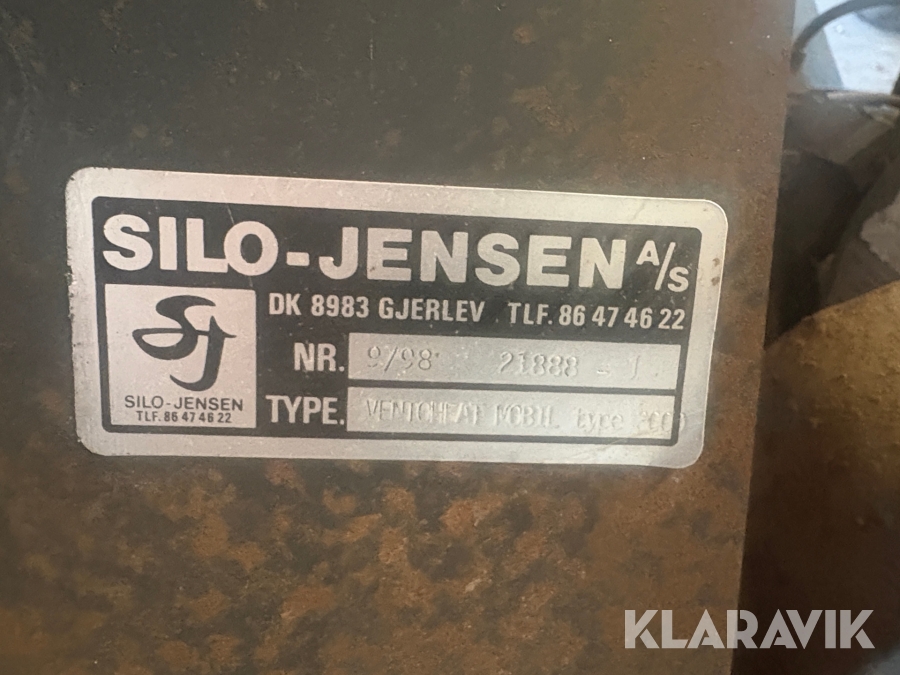 SILO-JENSEN A/S
DK 8983 GJERLEV TLF. 86 47 46 22
SJ
SILO-JENSEN
TLF. 86 47 46 22
NR. 9/98 21888 - 1
TYPE. VENTOHEAT MOBIL type
KLARAVIK